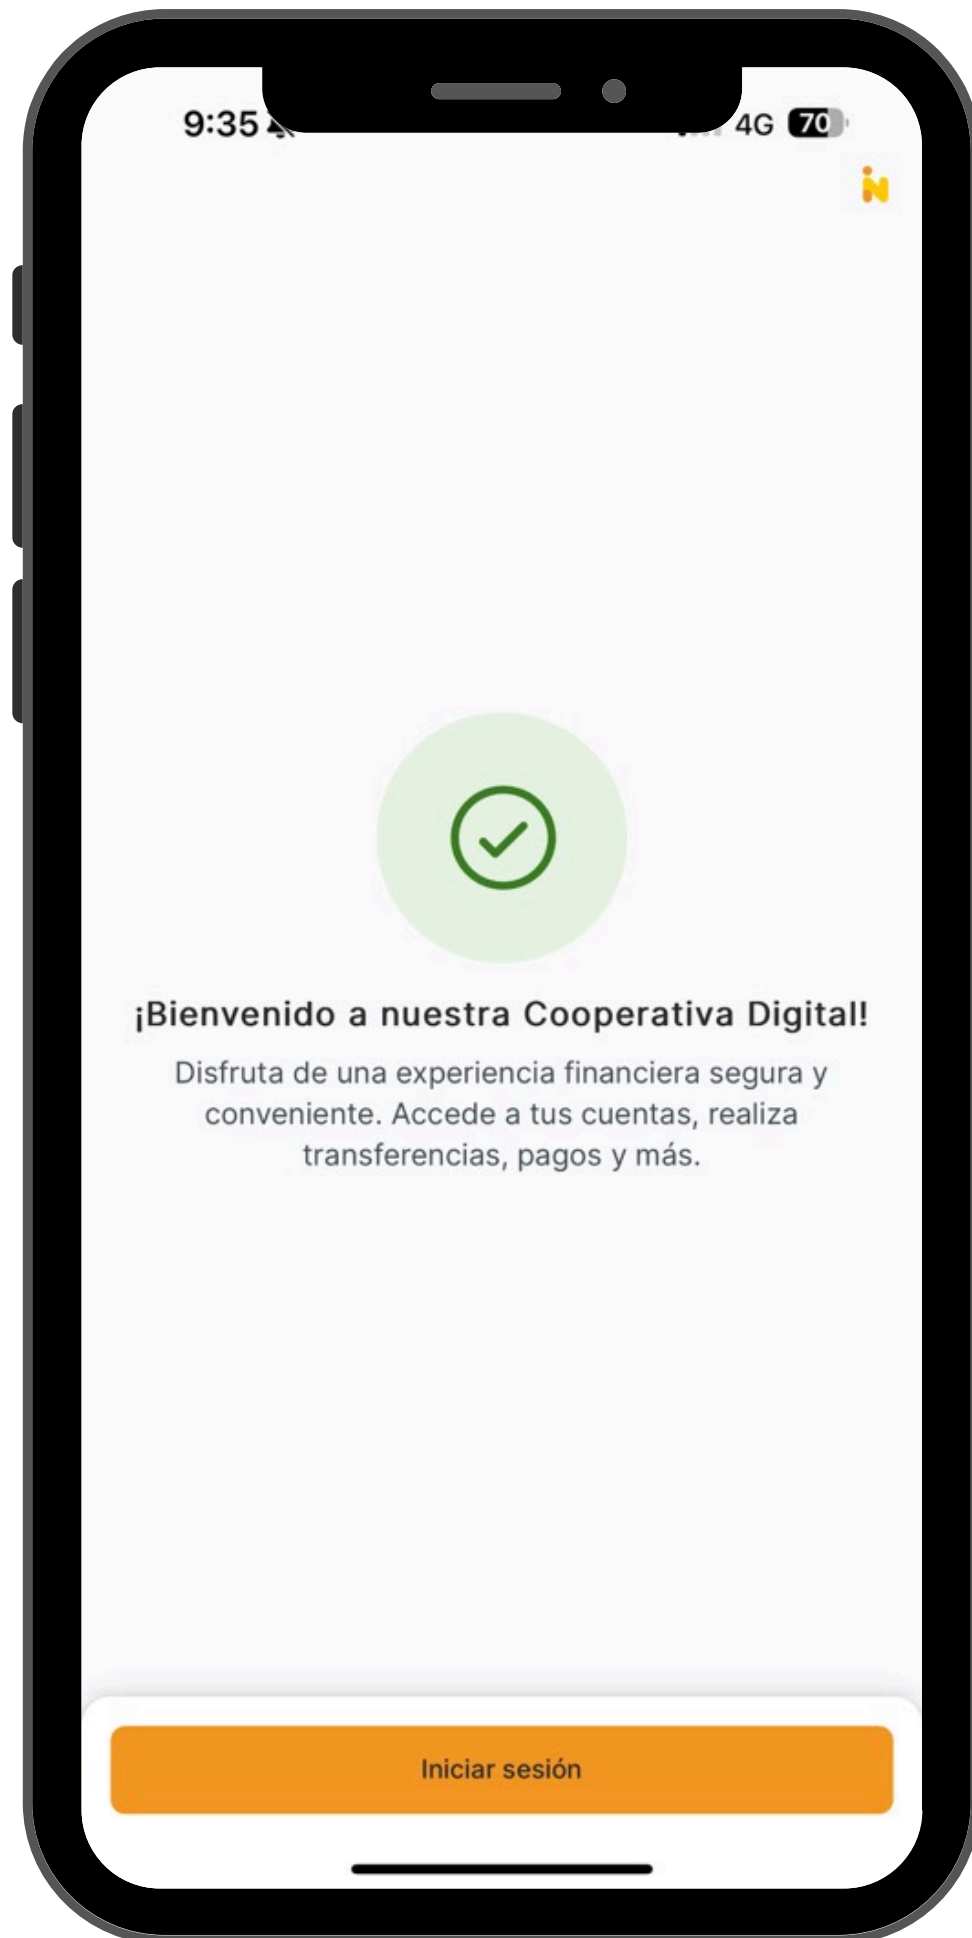 9:35
4G 70
iN
¡Bienvenido a nuestra Cooperativa Digital!
Disfruta de una experiencia financiera segura y
conveniente. Accede a tus cuentas, realiza
transferencias, pagos y más.
Iniciar sesión